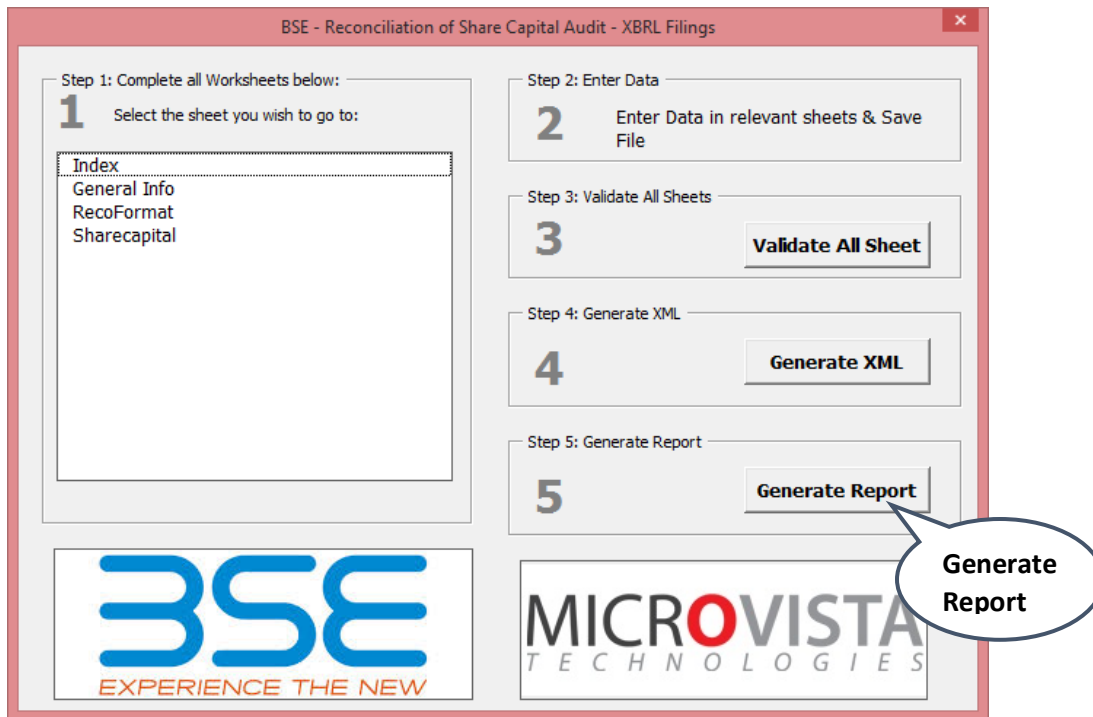 BSE - Reconciliation of Share Capital Audit - XBRL Filings
×
Step 1: Complete all Worksheets below:
1
Select the sheet you wish to go to:
Index
General Info
RecoFormat
Sharecapital
Step 2: Enter Data
2
Enter Data in relevant sheets & Save
File
Step 3: Validate All Sheets
3
Validate All Sheet
Step 4: Generate XML
4
Generate XML
Step 5: Generate Report
5
Generate Report
Generate
Report
BSE
EXPERIENCE THE NEW
MICROVISTA
TECHNOLOGIES